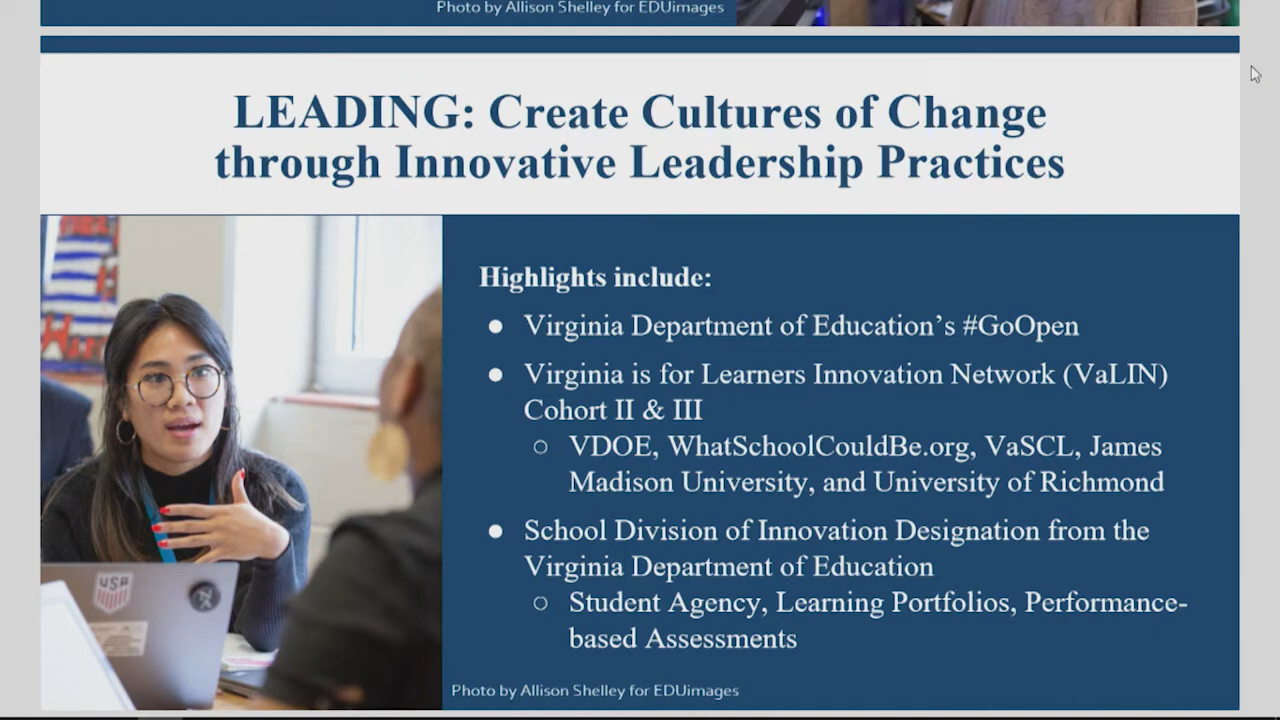 Photo by Allison Shelley for EDUimages
LEADING: Create Cultures of Change
through Innovative Leadership Practices
Highlights include:
● Virginia Department of Education’s #GoOpen
● Virginia is for Learners Innovation Network (VaLIN)
Cohort II & III
○ VDOE, WhatSchoolCouldBe.org, VaSCL, James
Madison University, and University of Richmond
● School Division of Innovation Designation from the
Virginia Department of Education
○ Student Agency, Learning Portfolios, Performance-
based Assessments
USA
Photo by Allison Shelley for EDUimages